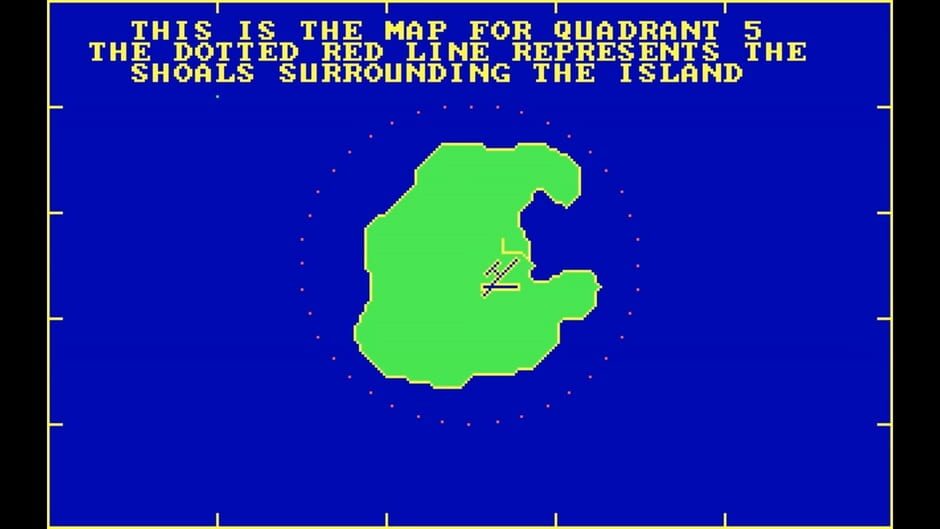 THIS IS THE MAP FOR QUADRANT 5
THE DOTTED RED LINE REPRESENTS THE
SHOALS SURROUNDING THE ISLAND